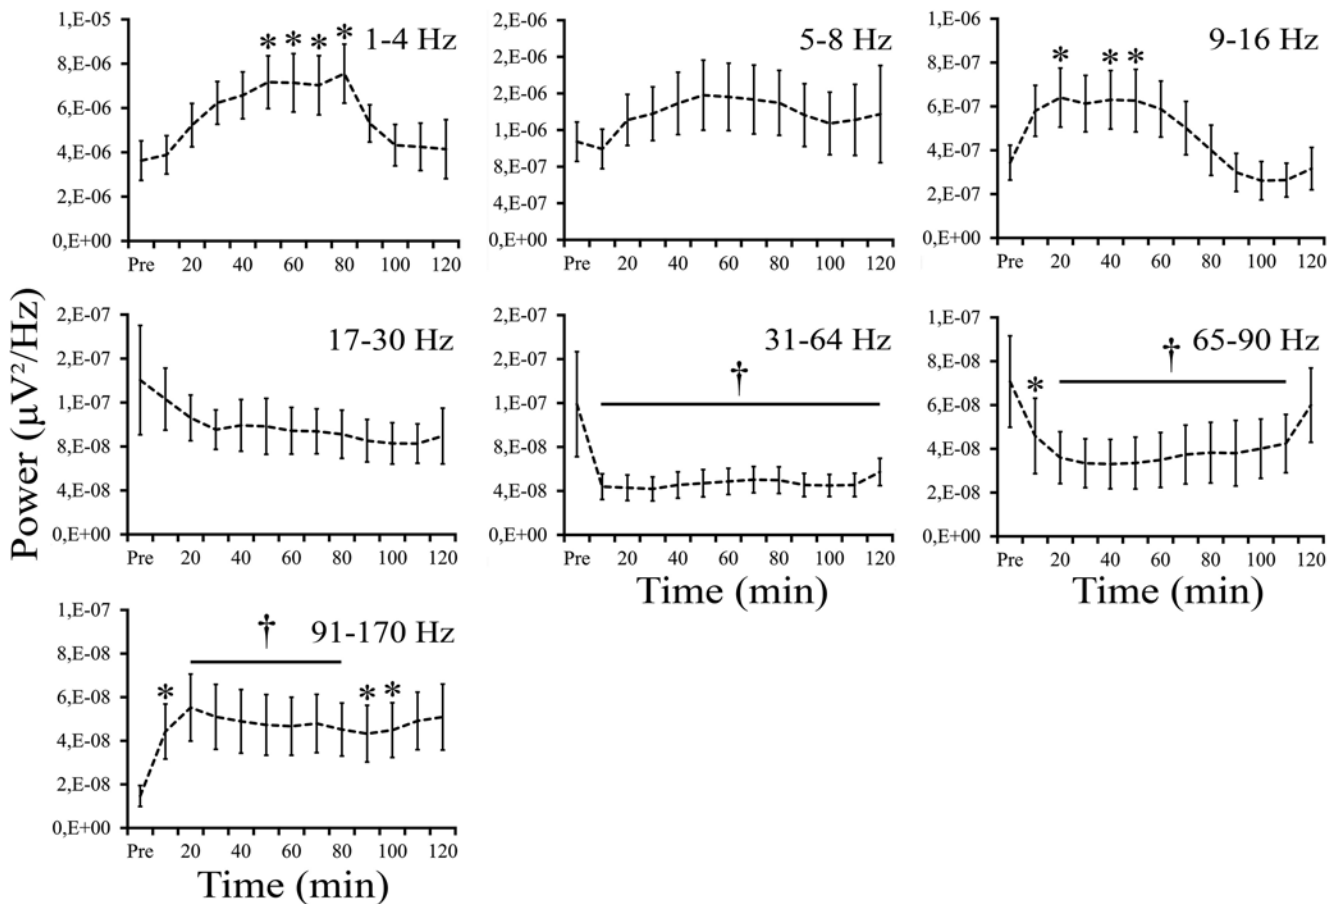 1,E-05
8,E-06
6,E-06
4,E-06
2,E-06
0,E+00
* * * *
1-4 Hz
Pre 20 40 60 80 100 120
2,E-06
2,E-06
2,E-06
1,E-06
8,E-07
4,E-07
0,E+00
5-8 Hz
Pre 20 40 60 80 100 120
1,E-06
8,E-07
6,E-07
4,E-07
2,E-07
0,E+00
* * *
9-16 Hz
Pre 20 40 60 80 100 120
Power (µV²/Hz)
2,E-07
2,E-07
1,E-07
8,E-08
4,E-08
0,E+00
17-30 Hz
Pre 20 40 60 80 100 120
2,E-07
2,E-07
1,E-07
8,E-08
4,E-08
0,E+00
31-64 Hz
†
Pre 20 40 60 80 100 120
Time (min)
1,E-07
8,E-08
6,E-08
4,E-08
2,E-08
0,E+00
65-90 Hz
* †
Pre 20 40 60 80 100 120
Time (min)
1,E-07
8,E-08
6,E-08
4,E-08
2,E-08
0,E+00
91-170 Hz
†
* * *
Pre 20 40 60 80 100 120
Time (min)